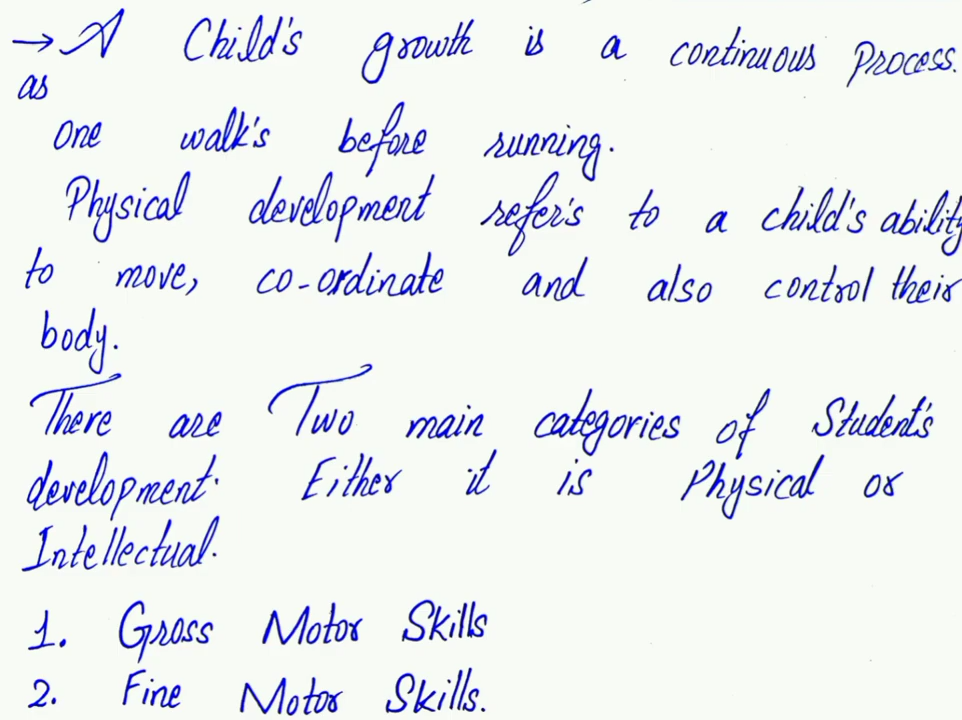 → A Child's growth is a continuous Process.
as
one walk's before running.
Physical development refer's to a child's ability
to move, co-ordinate and also control their
body.
There are Two main categories of Student's
development. Either it is Physical or
Intellectual.
1. Gross Motor Skills
2. Fine Motor Skills.